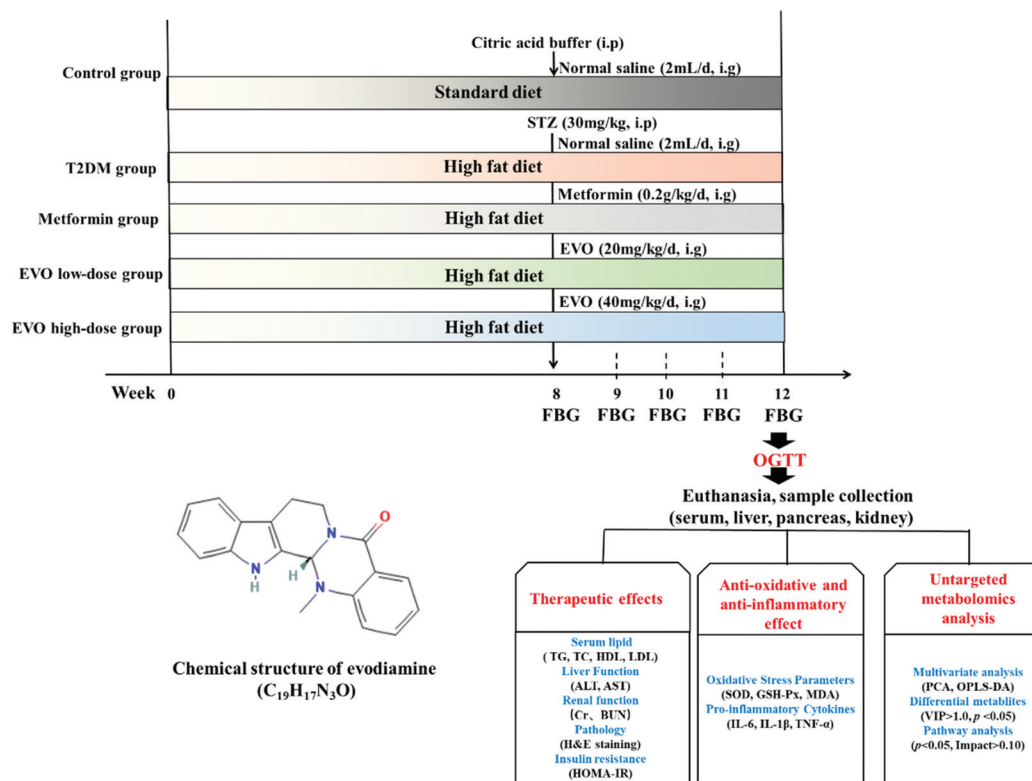 Citric acid buffer (i.p)
Control group
Normal saline (2mL/d, i.g)
Standard diet
STZ (30mg/kg, i.p)
Normal saline (2mL/d, i.g)
T2DM group
High fat diet
Metformin (0.2g/kg/d, i.g)
Metformin group
High fat diet
EVO (20mg/kg/d, i.g)
EVO low-dose group
High fat diet
EVO (40mg/kg/d, i.g)
EVO high-dose group
High fat diet
Week 0 8 9 10 11 12
FBG FBG FBG FBG FBG
OGTT
Euthanasia, sample collection
(serum, liver, pancreas, kidney)
O
N
N
H
H
N
Chemical structure of evodiamine
(C₁₉H₁₇N₃O)
Therapeutic effects
Serum lipid
( TG, TC, HDL, LDL)
Liver Function
(ALT, AST)
Renal function
(Cr、BUN)
Pathology
(H&E staining)
Insulin resistance
(HOMA-IR)
Anti-oxidative and
anti-inflammatory
effect
Oxidative Stress Parameters
(SOD, GSH-Px, MDA)
Pro-inflammatory Cytokines
(IL-6, IL-1β, TNF-α)
Untargeted
metabolomics
analysis
Multivariate analysis
(PCA, OPLS-DA)
Differential metablites
(VIP>1.0, p <0.05)
Pathway analysis
(p<0.05, Impact>0.10)